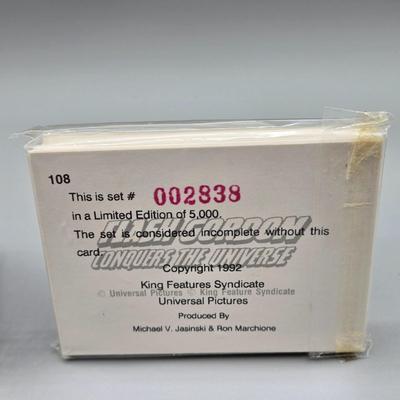 108
This is set # 002838
in a Limited Edition of 5,000.
FLASH GORDON
The set is considered incomplete without this
card.
CONQUERS THE UNIVERSE
Copyright 1992
King Features Syndicate
© Universal Pictures © King Feature Syndicate
Universal Pictures
Produced By
Michael V. Jasinski & Ron Marchione